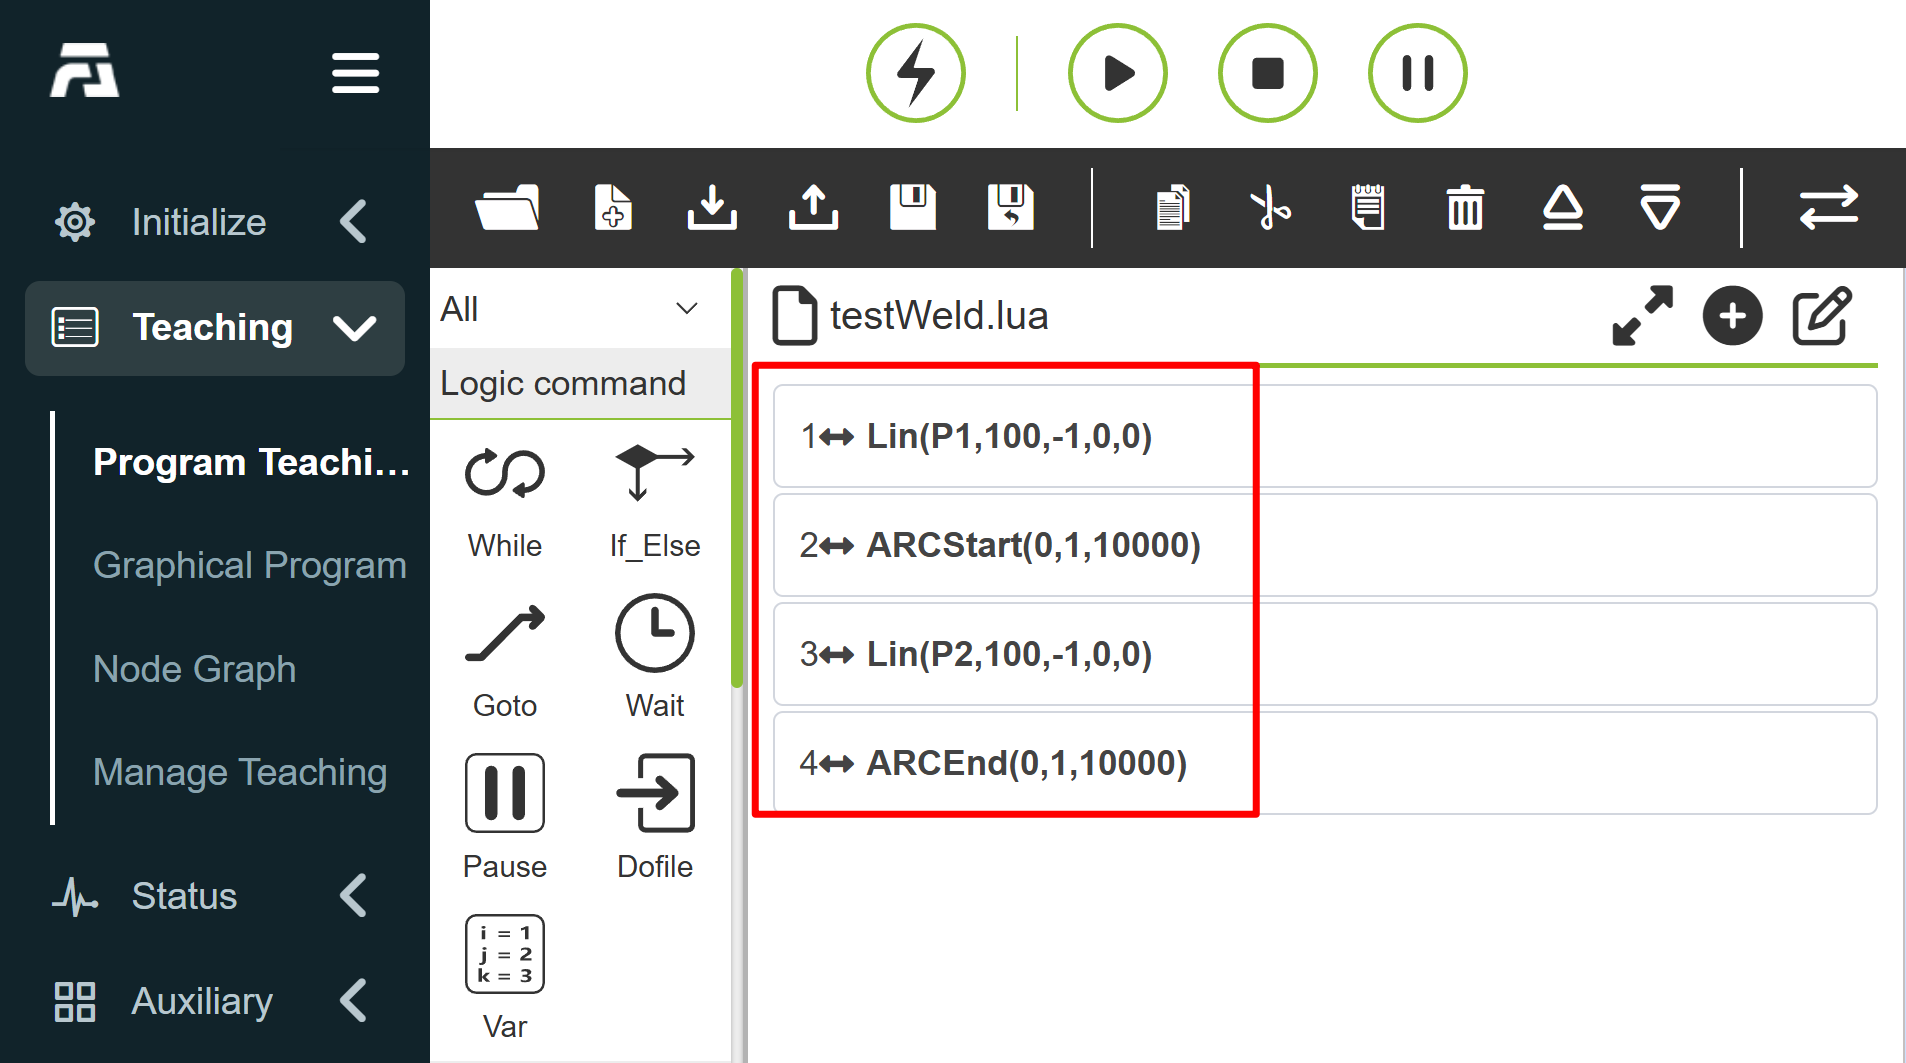 Initialize
Teaching
Program Teachi...
Graphical Program
Node Graph
Manage Teaching
Status
Auxiliary
All
Logic command
While
If_Else
Goto
Wait
Pause
Dofile
i = 1
j = 2
k = 3
Var
testWeld.lua
1 Lin(P1,100,-1,0,0)
2 ARCStart(0,1,10000)
3 Lin(P2,100,-1,0,0)
4 ARCEnd(0,1,10000)